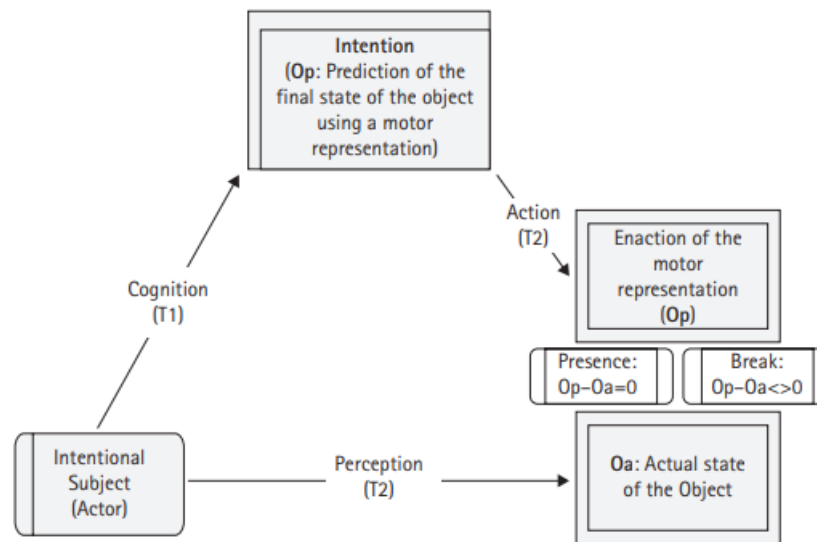 Intention
(Op: Prediction of the
final state of the object
using a motor
representation)
Action
(T2)
Enaction of the
motor
representation
(Op)
Cognition
(T1)
Presence:
Op–Oa=0
Break:
Op–Oa<>0
Intentional
Subject
(Actor)
Perception
(T2)
Oa: Actual state
of the Object